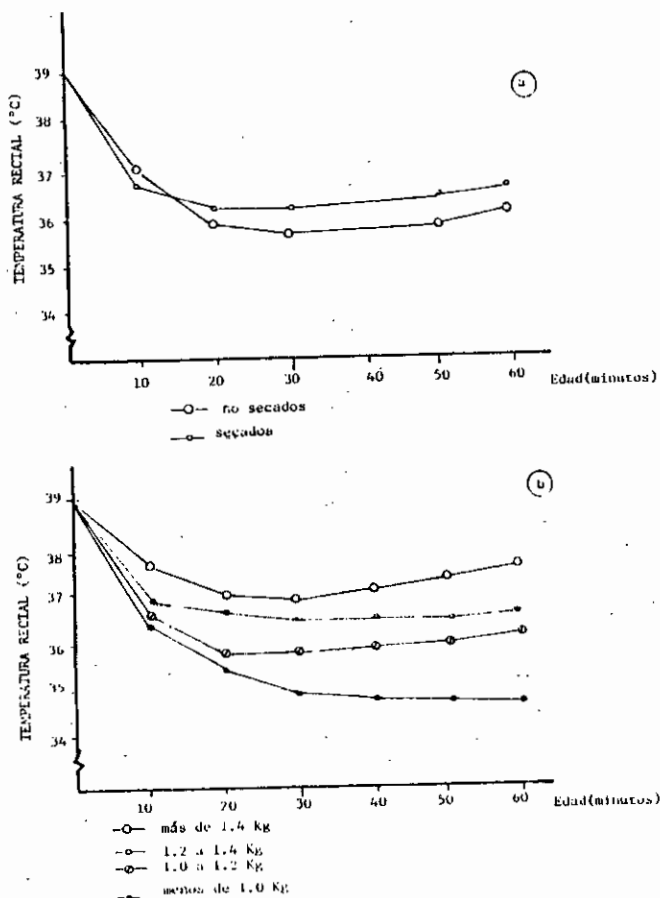 39
38
37
36
35
34
TEMPERATURA RECTAL (°C)
a
10 20 30 40 50 60 Edad(minutos)
no secados
secados
39
38
37
36
35
34
TEMPERATURA RECTAL (°C)
b
10 20 30 40 50 60 Edad(minutos)
más de 1.4 Kg
1.2 a 1.4 Kg
1.0 a 1.2 Kg
menos de 1.0 Kg